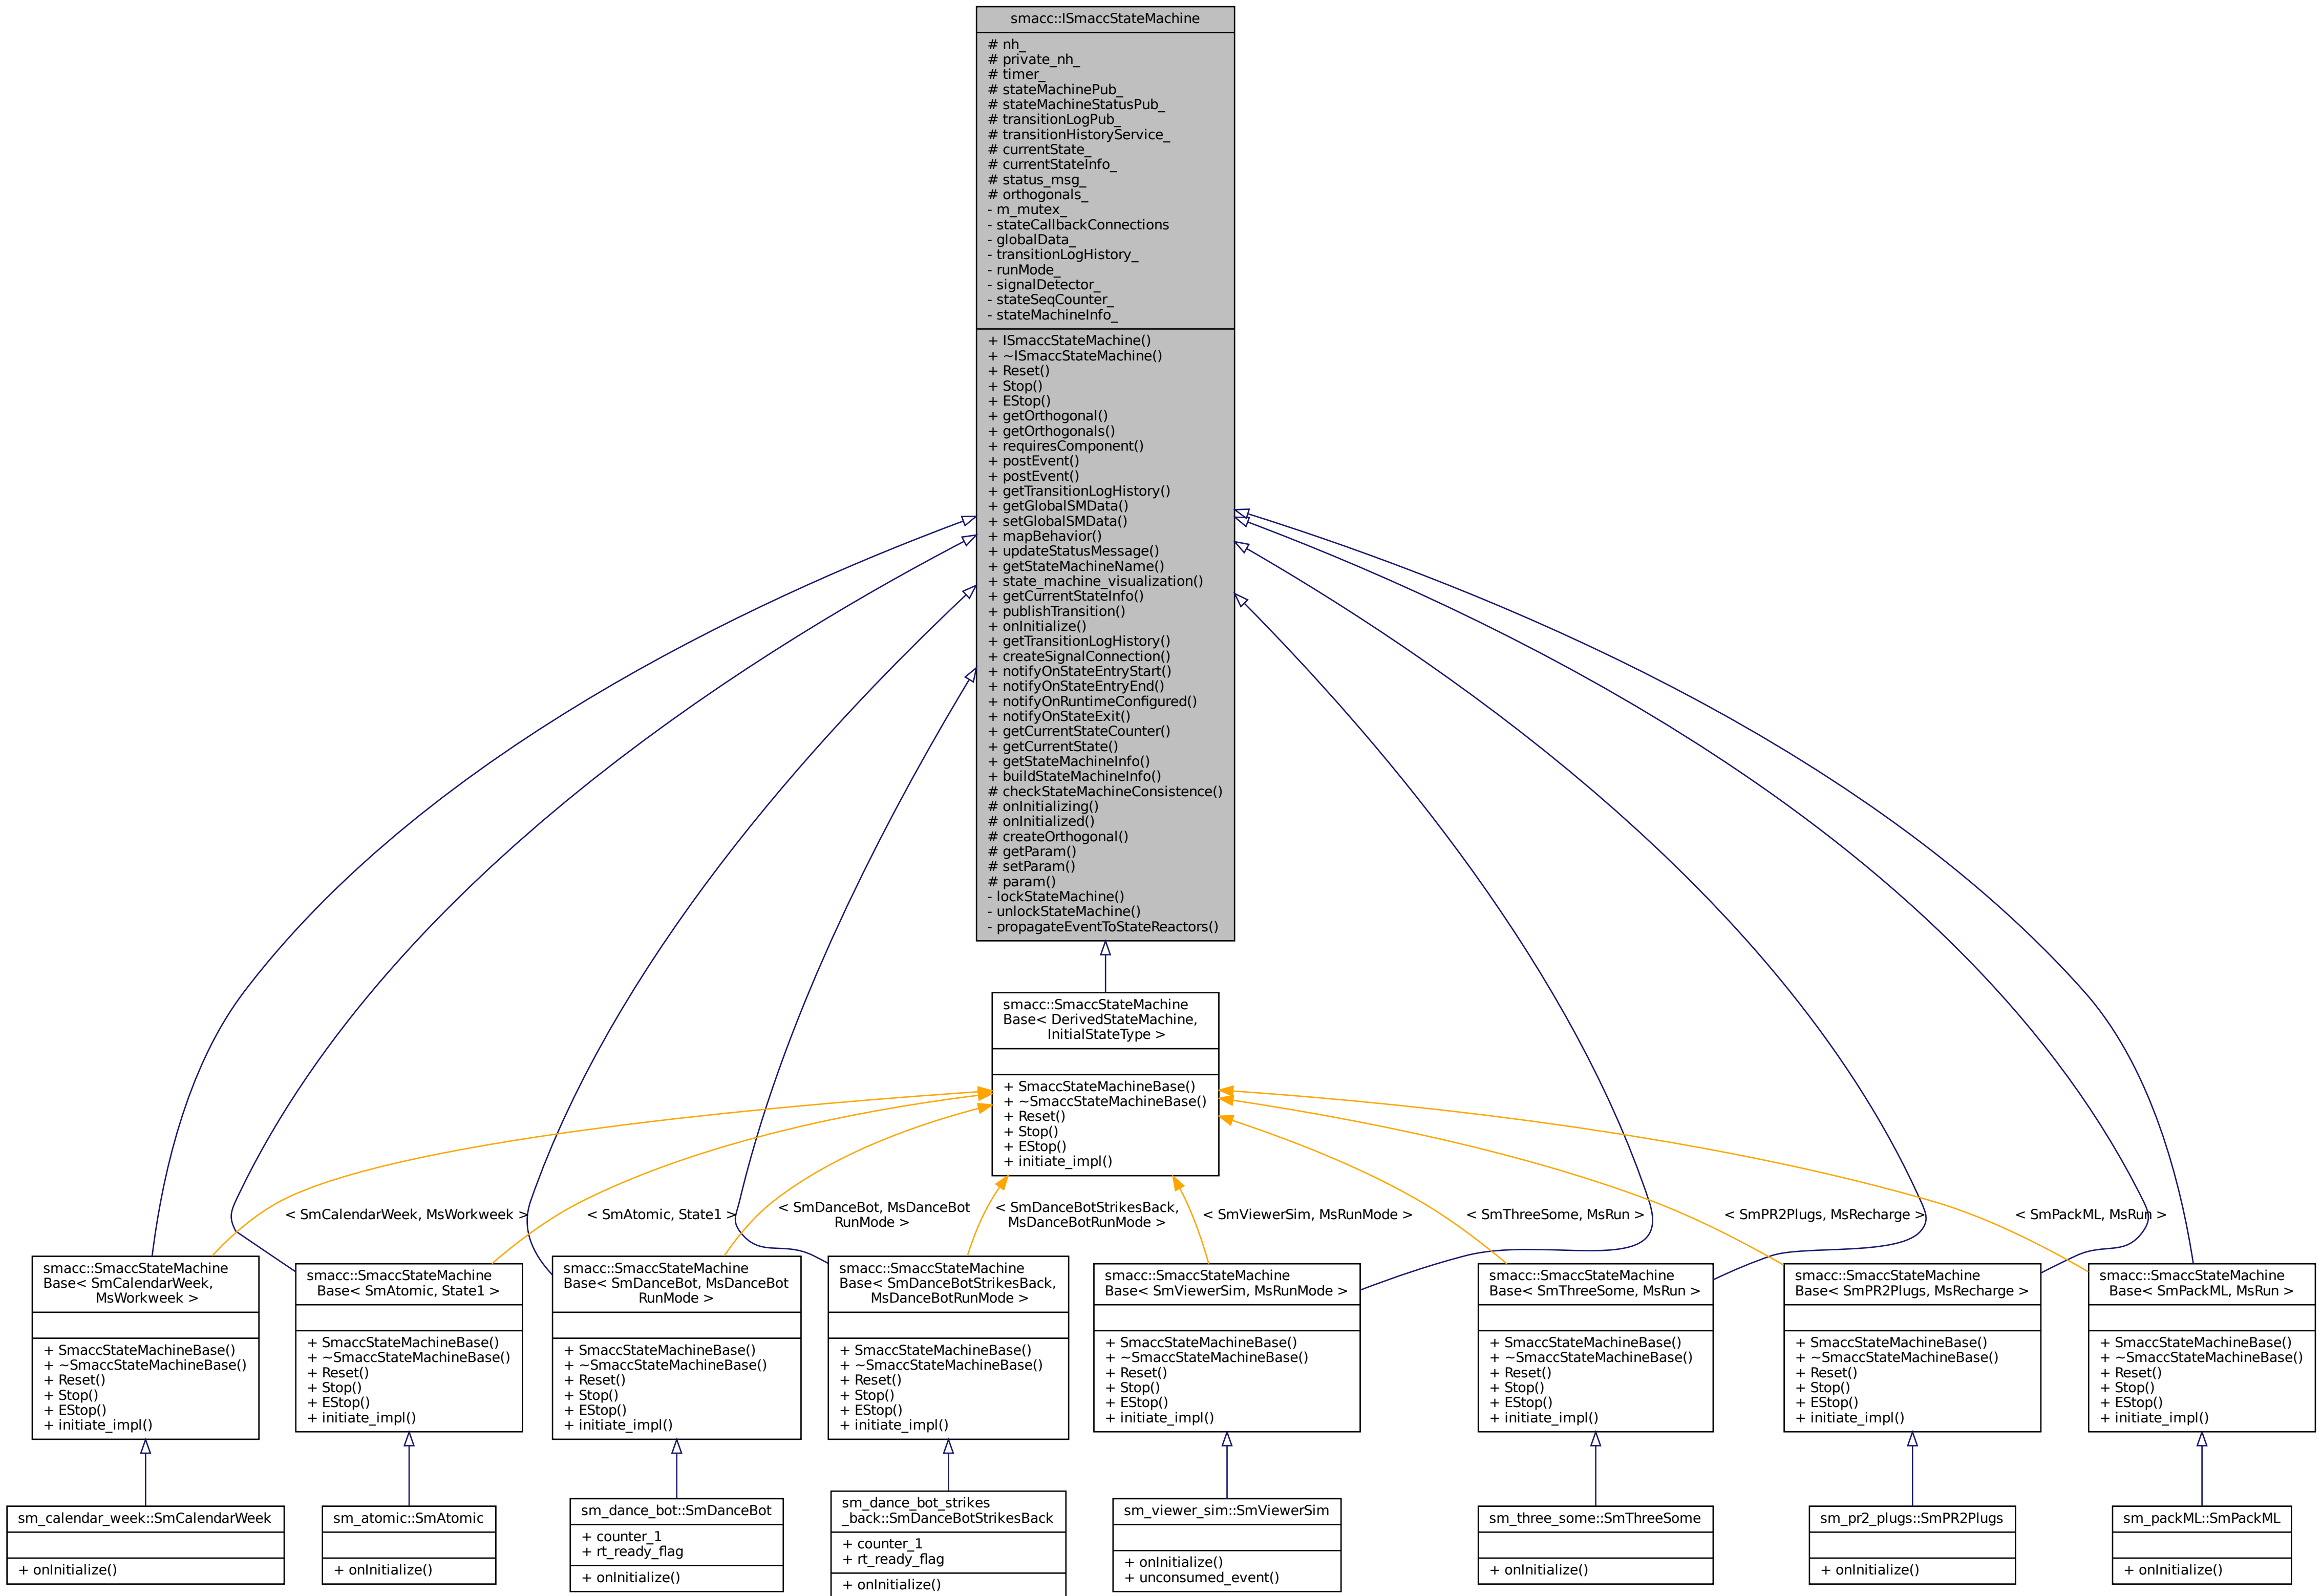 smacc::ISmaccStateMachine
# nh_
# private_nh_
# timer_
# stateMachinePub_
# stateMachineStatusPub_
# transitionLogPub_
# transitionHistoryService_
# currentState_
# currentStateInfo_
# status_msg_
# orthogonals_
- m_mutex_
- stateCallbackConnections
- globalData_
- transitionLogHistory_
- runMode_
- signalDetector_
- stateSeqCounter_
- stateMachineInfo_
+ ISmaccStateMachine()
+ ~ISmaccStateMachine()
+ Reset()
+ Stop()
+ EStop()
+ getOrthogonal()
+ getOrthogonals()
+ requiresComponent()
+ postEvent()
+ postEvent()
+ getTransitionLogHistory()
+ getGlobalSMData()
+ setGlobalSMData()
+ mapBehavior()
+ updateStatusMessage()
+ getStateMachineName()
+ state_machine_visualization()
+ getCurrentStateInfo()
+ publishTransition()
+ onInitialize()
+ getTransitionLogHistory()
+ createSignalConnection()
+ notifyOnStateEntryStart()
+ notifyOnStateEntryEnd()
+ notifyOnRuntimeConfigured()
+ notifyOnStateExit()
+ getCurrentStateCounter()
+ getCurrentState()
+ getStateMachineInfo()
+ buildStateMachineInfo()
# checkStateMachineConsistence()
# onInitializing()
# onInitialized()
# createOrthogonal()
# getParam()
# setParam()
# param()
- lockStateMachine()
- unlockStateMachine()
- propagateEventToStateReactors()
smacc::SmaccStateMachine
Base< DerivedStateMachine,
InitialStateType >
+ SmaccStateMachineBase()
+ ~SmaccStateMachineBase()
+ Reset()
+ Stop()
+ EStop()
+ initiate_impl()
< SmCalendarWeek, MsWorkweek >
< SmAtomic, State1 >
< SmDanceBot, MsDanceBot
RunMode >
< SmDanceBotStrikesBack,
MsDanceBotRunMode >
< SmViewerSim, MsRunMode >
< SmThreeSome, MsRun >
< SmPR2Plugs, MsRecharge >
< SmPackML, MsRun >
smacc::SmaccStateMachine
Base< SmCalendarWeek,
MsWorkweek >
+ SmaccStateMachineBase()
+ ~SmaccStateMachineBase()
+ Reset()
+ Stop()
+ EStop()
+ initiate_impl()
smacc::SmaccStateMachine
Base< SmAtomic, State1 >
+ SmaccStateMachineBase()
+ ~SmaccStateMachineBase()
+ Reset()
+ Stop()
+ EStop()
+ initiate_impl()
smacc::SmaccStateMachine
Base< SmDanceBot, MsDanceBot
RunMode >
+ SmaccStateMachineBase()
+ ~SmaccStateMachineBase()
+ Reset()
+ Stop()
+ EStop()
+ initiate_impl()
smacc::SmaccStateMachine
Base< SmDanceBotStrikesBack,
MsDanceBotRunMode >
+ SmaccStateMachineBase()
+ ~SmaccStateMachineBase()
+ Reset()
+ Stop()
+ EStop()
+ initiate_impl()
smacc::SmaccStateMachine
Base< SmViewerSim, MsRunMode >
+ SmaccStateMachineBase()
+ ~SmaccStateMachineBase()
+ Reset()
+ Stop()
+ EStop()
+ initiate_impl()
smacc::SmaccStateMachine
Base< SmThreeSome, MsRun >
+ SmaccStateMachineBase()
+ ~SmaccStateMachineBase()
+ Reset()
+ Stop()
+ EStop()
+ initiate_impl()
smacc::SmaccStateMachine
Base< SmPR2Plugs, MsRecharge >
+ SmaccStateMachineBase()
+ ~SmaccStateMachineBase()
+ Reset()
+ Stop()
+ EStop()
+ initiate_impl()
smacc::SmaccStateMachine
Base< SmPackML, MsRun >
+ SmaccStateMachineBase()
+ ~SmaccStateMachineBase()
+ Reset()
+ Stop()
+ EStop()
+ initiate_impl()
sm_calendar_week::SmCalendarWeek
+ onInitialize()
sm_atomic::SmAtomic
+ onInitialize()
sm_dance_bot::SmDanceBot
+ counter_1
+ rt_ready_flag
+ onInitialize()
sm_dance_bot_strikes
_back::SmDanceBotStrikesBack
+ counter_1
+ rt_ready_flag
+ onInitialize()
sm_viewer_sim::SmViewerSim
+ onInitialize()
+ unconsumed_event()
sm_three_some::SmThreeSome
+ onInitialize()
sm_pr2_plugs::SmPR2Plugs
+ onInitialize()
sm_packML::SmPackML
+ onInitialize()